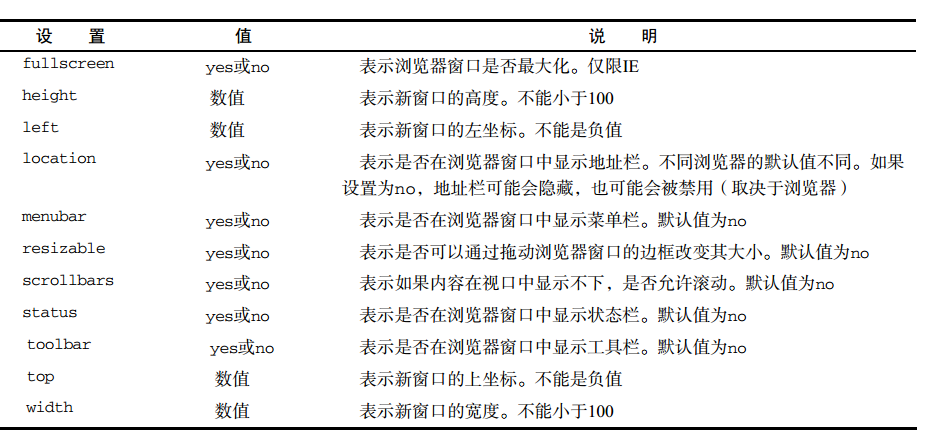 设 置 值 说 明
fullscreen yes或no 表示浏览器窗口是否最大化。仅限IE
height 数值 表示新窗口的高度。不能小于100
left 数值 表示新窗口的左坐标。不能是负值
location yes或no 表示是否在浏览器窗口中显示地址栏。不同浏览器的默认值不同。如果
设置为no，地址栏可能会隐藏，也可能会被禁用（取决于浏览器）
menubar yes或no 表示是否在浏览器窗口中显示菜单栏。默认值为no
resizable yes或no 表示是否可以通过拖动浏览器窗口的边框改变其大小。默认值为no
scrollbars yes或no 表示如果内容在视口中显示不下，是否允许滚动。默认值为no
status yes或no 表示是否在浏览器窗口中显示状态栏。默认值为no
toolbar yes或no 表示是否在浏览器窗口中显示工具栏。默认值为no
top 数值 表示新窗口的上坐标。不能是负值
width 数值 表示新窗口的宽度。不能小于100